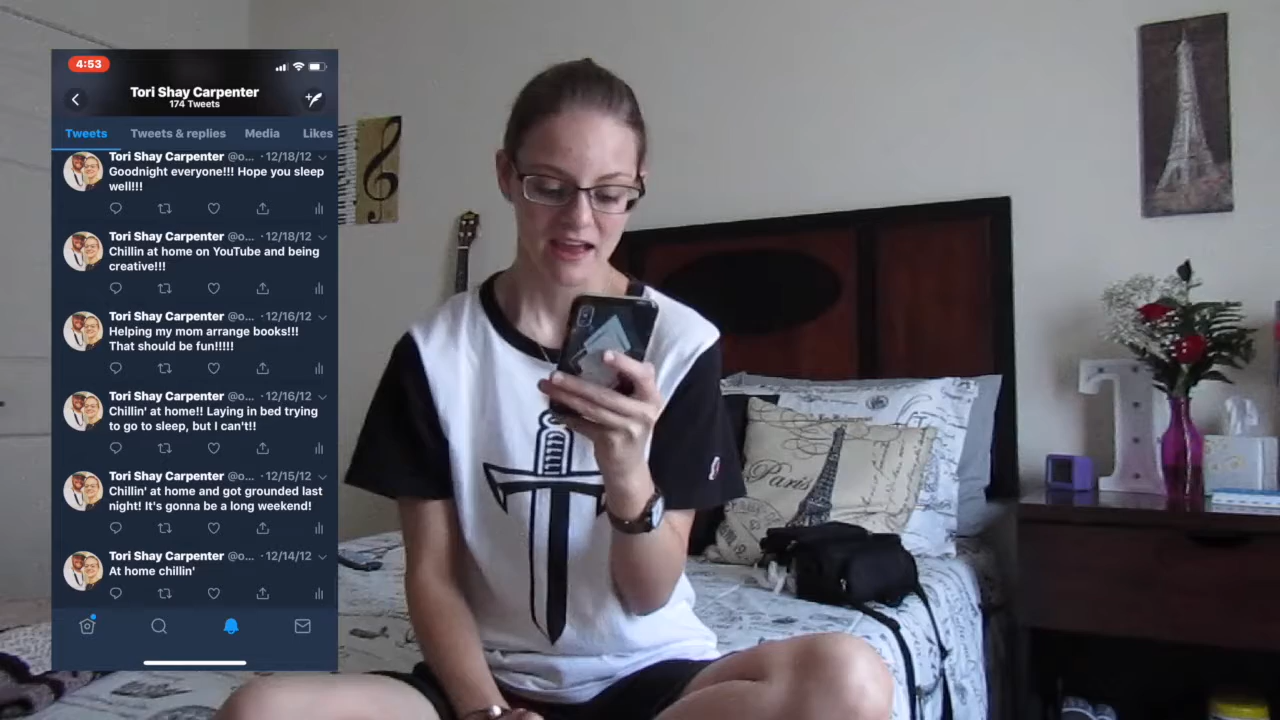 4:53
Tori Shay Carpenter
174 Tweets
Tweets Tweets & replies Media Likes
Tori Shay Carpenter @o... · 12/18/12
Goodnight everyone!!! Hope you sleep
well!!!
Tori Shay Carpenter @o... · 12/18/12
Chillin at home on YouTube and being
creative!!!
Tori Shay Carpenter @o... · 12/16/12
Helping my mom arrange books!!!
That should be fun!!!!!
Tori Shay Carpenter @o... · 12/16/12
Chillin' at home!! Laying in bed trying
to go to sleep, but I can't!!
Tori Shay Carpenter @o... · 12/15/12
Chillin' at home and got grounded last
night! It's gonna be a long weekend!
Tori Shay Carpenter @o... · 12/14/12
At home chillin'
Paris
T